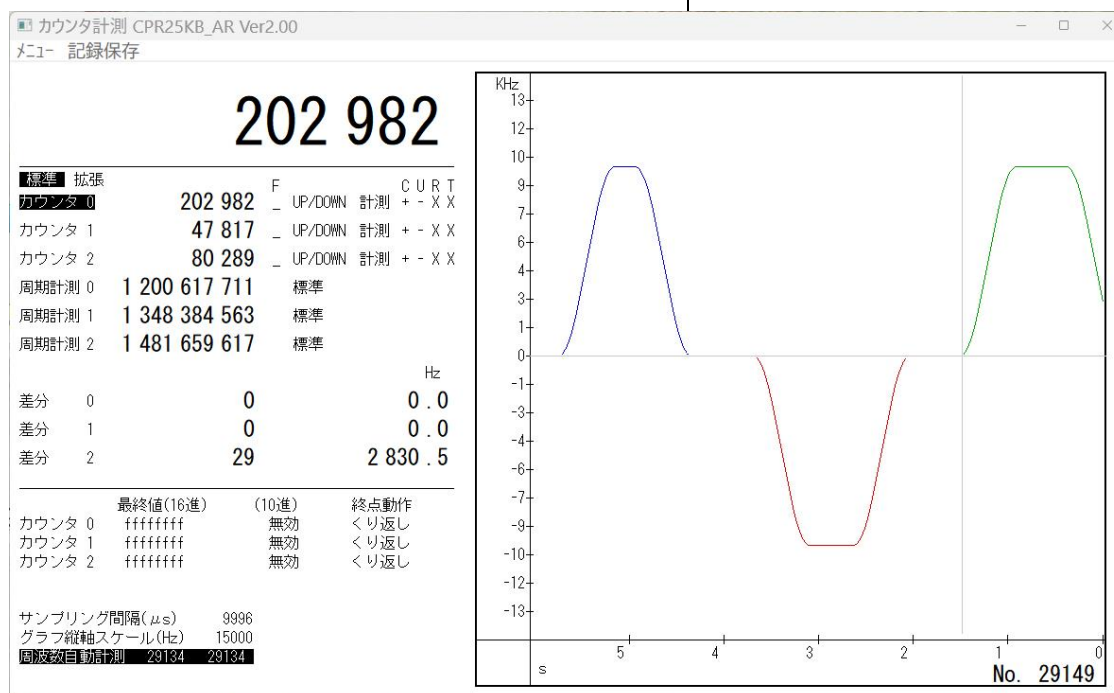 カウンタ計測 CPR25KB_AR Ver2.00
ﾒﾆｭｰ 記録保存
202 982
標準 拡張
F C U R T
カウンタ 0 202 982 _ UP/DOWN 計測 + - X X
カウンタ 1 47 817 _ UP/DOWN 計測 + - X X
カウンタ 2 80 289 _ UP/DOWN 計測 + - X X
周期計測 0 1 200 617 711 標準
周期計測 1 1 348 384 563 標準
周期計測 2 1 481 659 617 標準
Hz
差分 0 0 0.0
差分 1 0 0.0
差分 2 29 2 830.5
最終値(16進) (10進) 終点動作
カウンタ 0 ffffffff 無効 くり返し
カウンタ 1 ffffffff 無効 くり返し
カウンタ 2 ffffffff 無効 くり返し
サンプリング間隔(μs) 9996
グラフ縦軸スケール(Hz) 15000
周波数自動計測 29134 29134
KHz
13
12
10
9
7
6
4
3
1
0
-1
-3
-4
-6
-7
-9
-10
-12
-13
5 4 3 2 1 0
s
No. 29149